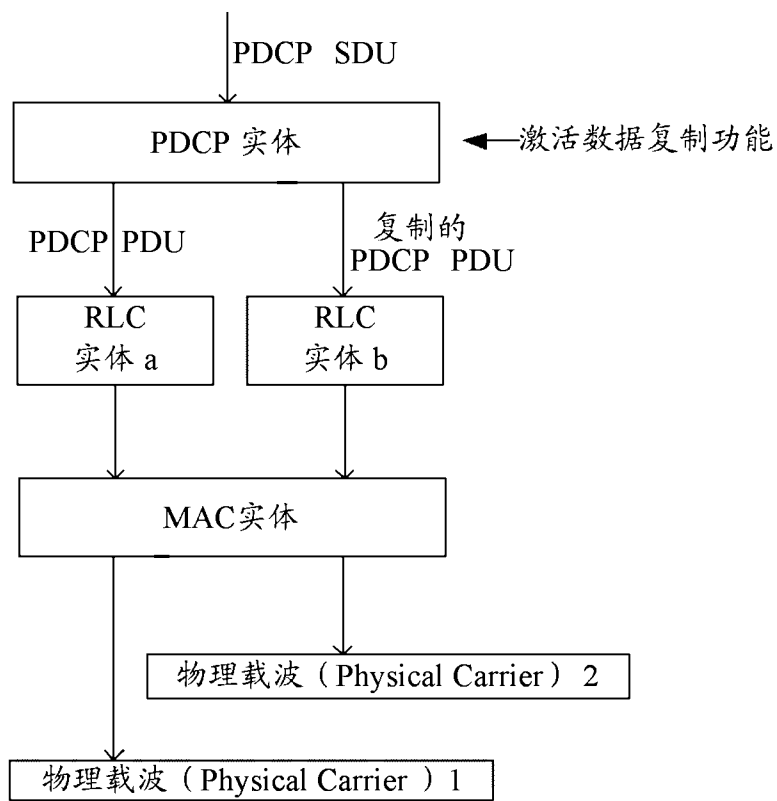 PDCP SDU
PDCP 实体
激活数据复制功能
PDCP PDU
复制的
PDCP PDU
RLC
实体 a
RLC
实体 b
MAC实体
物理载波（Physical Carrier）2
物理载波（Physical Carrier ）1